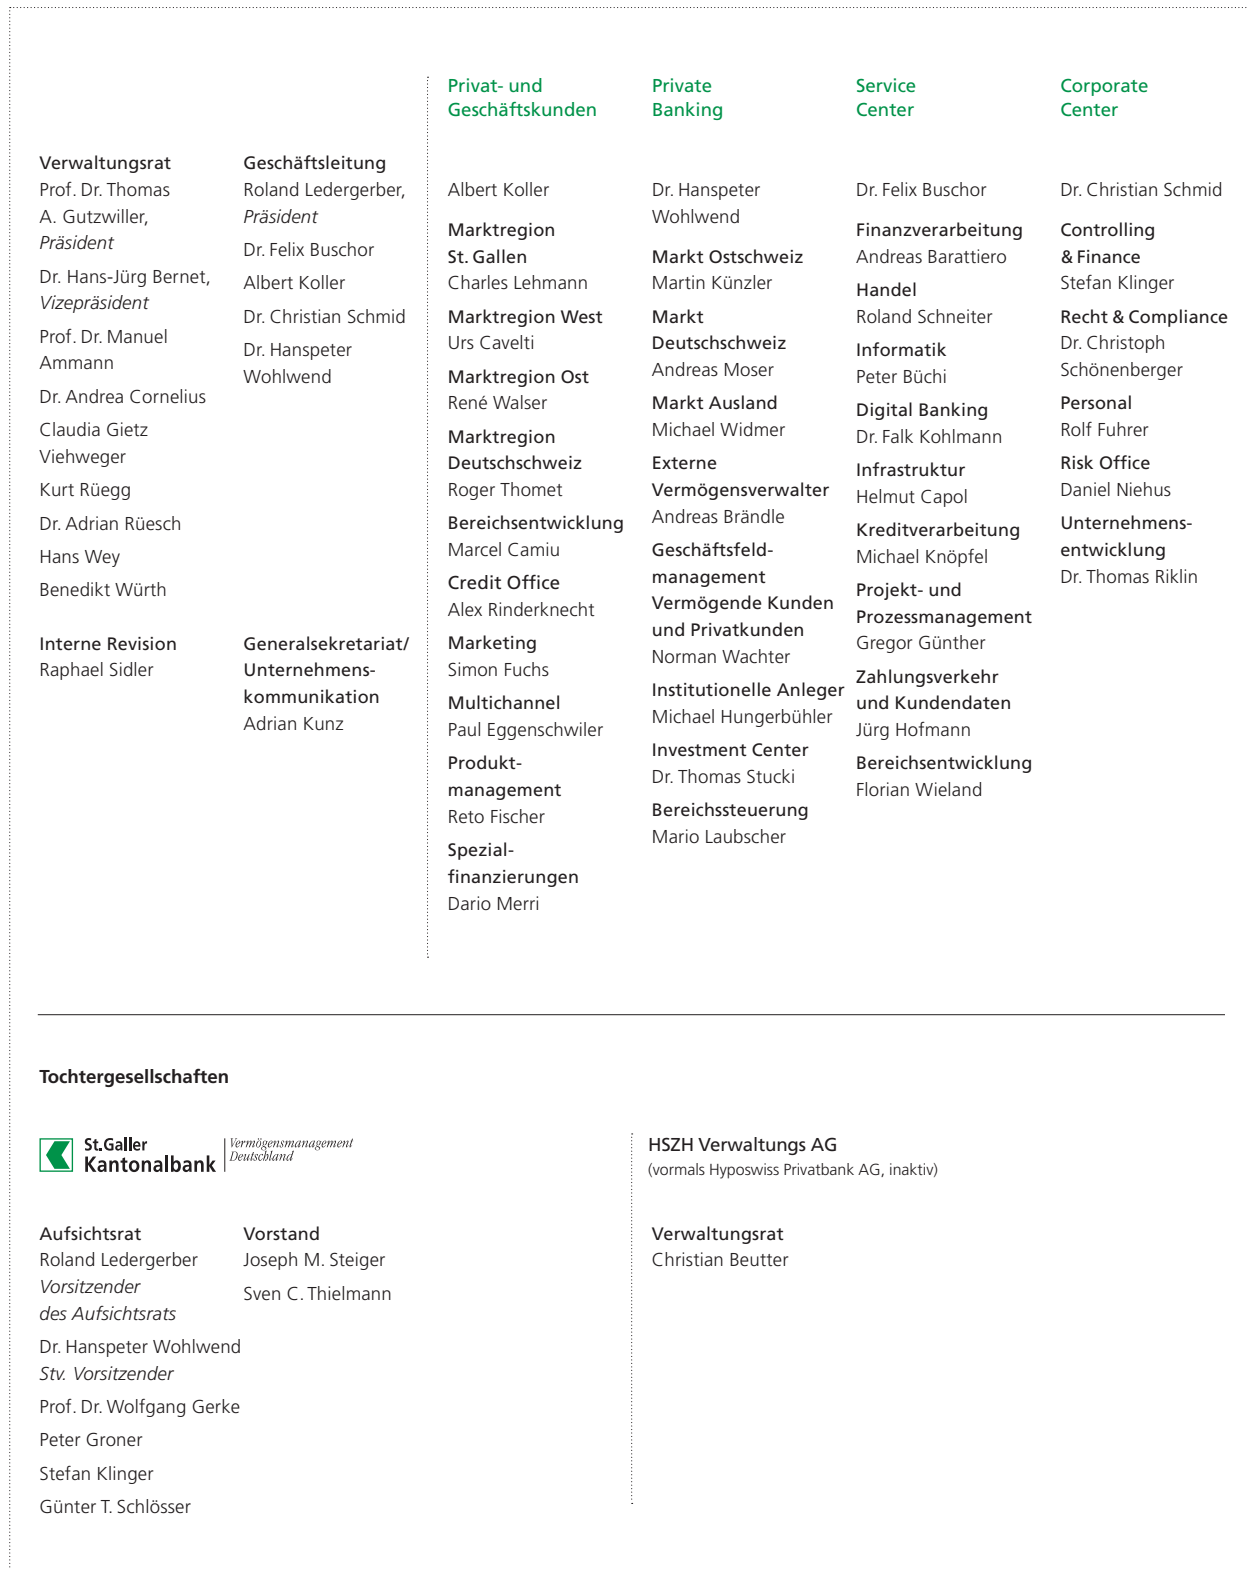 Verwaltungsrat
Prof. Dr. Thomas
A. Gutzwiller,
Präsident
Dr. Hans-Jürg Bernet,
Vizepräsident
Prof. Dr. Manuel
Ammann
Dr. Andrea Cornelius
Claudia Gietz
Viehweger
Kurt Rüegg
Dr. Adrian Rüesch
Hans Wey
Benedikt Würth
Interne Revision
Raphael Sidler
Geschäftsleitung
Roland Ledergerber,
Präsident
Dr. Felix Buschor
Albert Koller
Dr. Christian Schmid
Dr. Hanspeter
Wohlwend
Generalsekretariat/
Unternehmens-
kommunikation
Adrian Kunz
Privat- und
Geschäftskunden
Albert Koller
Marktregion
St. Gallen
Charles Lehmann
Marktregion West
Urs Cavelti
Marktregion Ost
René Walser
Marktregion
Deutschschweiz
Roger Thomet
Bereichsentwicklung
Marcel Camiu
Credit Office
Alex Rinderknecht
Marketing
Simon Fuchs
Multichannel
Paul Eggenschwiler
Produkt-
management
Reto Fischer
Spezial-
finanzierungen
Dario Merri
Private
Banking
Dr. Hanspeter
Wohlwend
Markt Ostschweiz
Martin Künzler
Markt
Deutschschweiz
Andreas Moser
Markt Ausland
Michael Widmer
Externe
Vermögensverwalter
Andreas Brändle
Geschäftsfeld-
management
Vermögende Kunden
und Privatkunden
Norman Wachter
Institutionelle Anleger
Michael Hungerbühler
Investment Center
Dr. Thomas Stucki
Bereichssteuerung
Mario Laubscher
Service
Center
Dr. Felix Buschor
Finanzverarbeitung
Andreas Barattiero
Handel
Roland Schneiter
Informatik
Peter Büchi
Digital Banking
Dr. Falk Kohlmann
Infrastruktur
Helmut Capol
Kreditverarbeitung
Michael Knöpfel
Projekt- und
Prozessmanagement
Gregor Günther
Zahlungsverkehr
und Kundendaten
Jürg Hofmann
Bereichsentwicklung
Florian Wieland
Corporate
Center
Dr. Christian Schmid
Controlling
& Finance
Stefan Klinger
Recht & Compliance
Dr. Christoph
Schönenberger
Personal
Rolf Fuhrer
Risk Office
Daniel Niehus
Unternehmens-
entwicklung
Dr. Thomas Riklin
Tochtergesellschaften
St.Galler
Kantonalbank
Vermögensmanagement
Deutschland
Aufsichtsrat
Roland Ledergerber
Vorsitzender
des Aufsichtsrats
Dr. Hanspeter Wohlwend
Stv. Vorsitzender
Prof. Dr. Wolfgang Gerke
Peter Groner
Stefan Klinger
Günter T. Schlösser
Vorstand
Joseph M. Steiger
Sven C. Thielmann
HSZH Verwaltungs AG
(vormals Hyposwiss Privatbank AG, inaktiv)
Verwaltungsrat
Christian Beutter